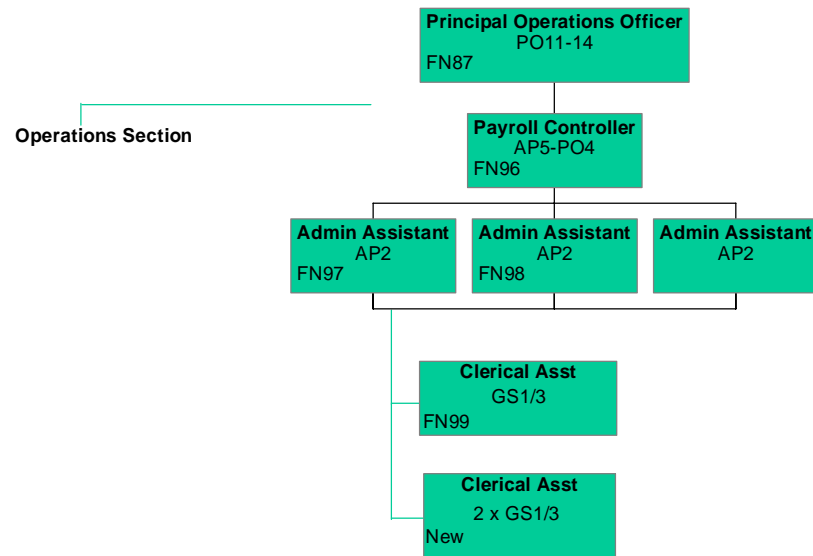 Principal Operations Officer
PO11-14
FN87
Operations Section
Payroll Controller
AP5-PO4
FN96
Admin Assistant
AP2
FN97
Admin Assistant
AP2
FN98
Admin Assistant
AP2
Clerical Asst
GS1/3
FN99
Clerical Asst
2 x GS1/3
New